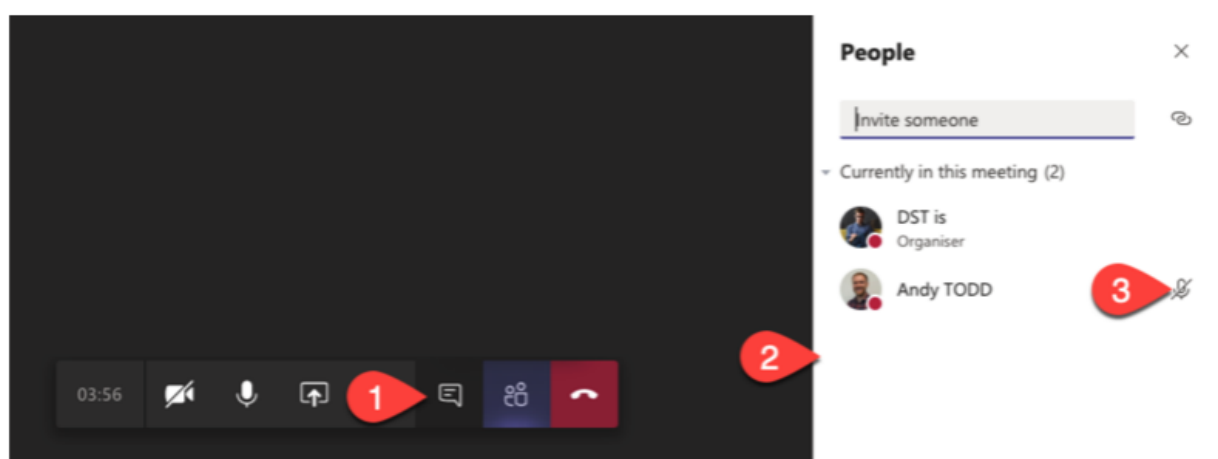 People
Invite someone
Currently in this meeting (2)
DST is
Organiser
Andy TODD
3
2
1
03:56